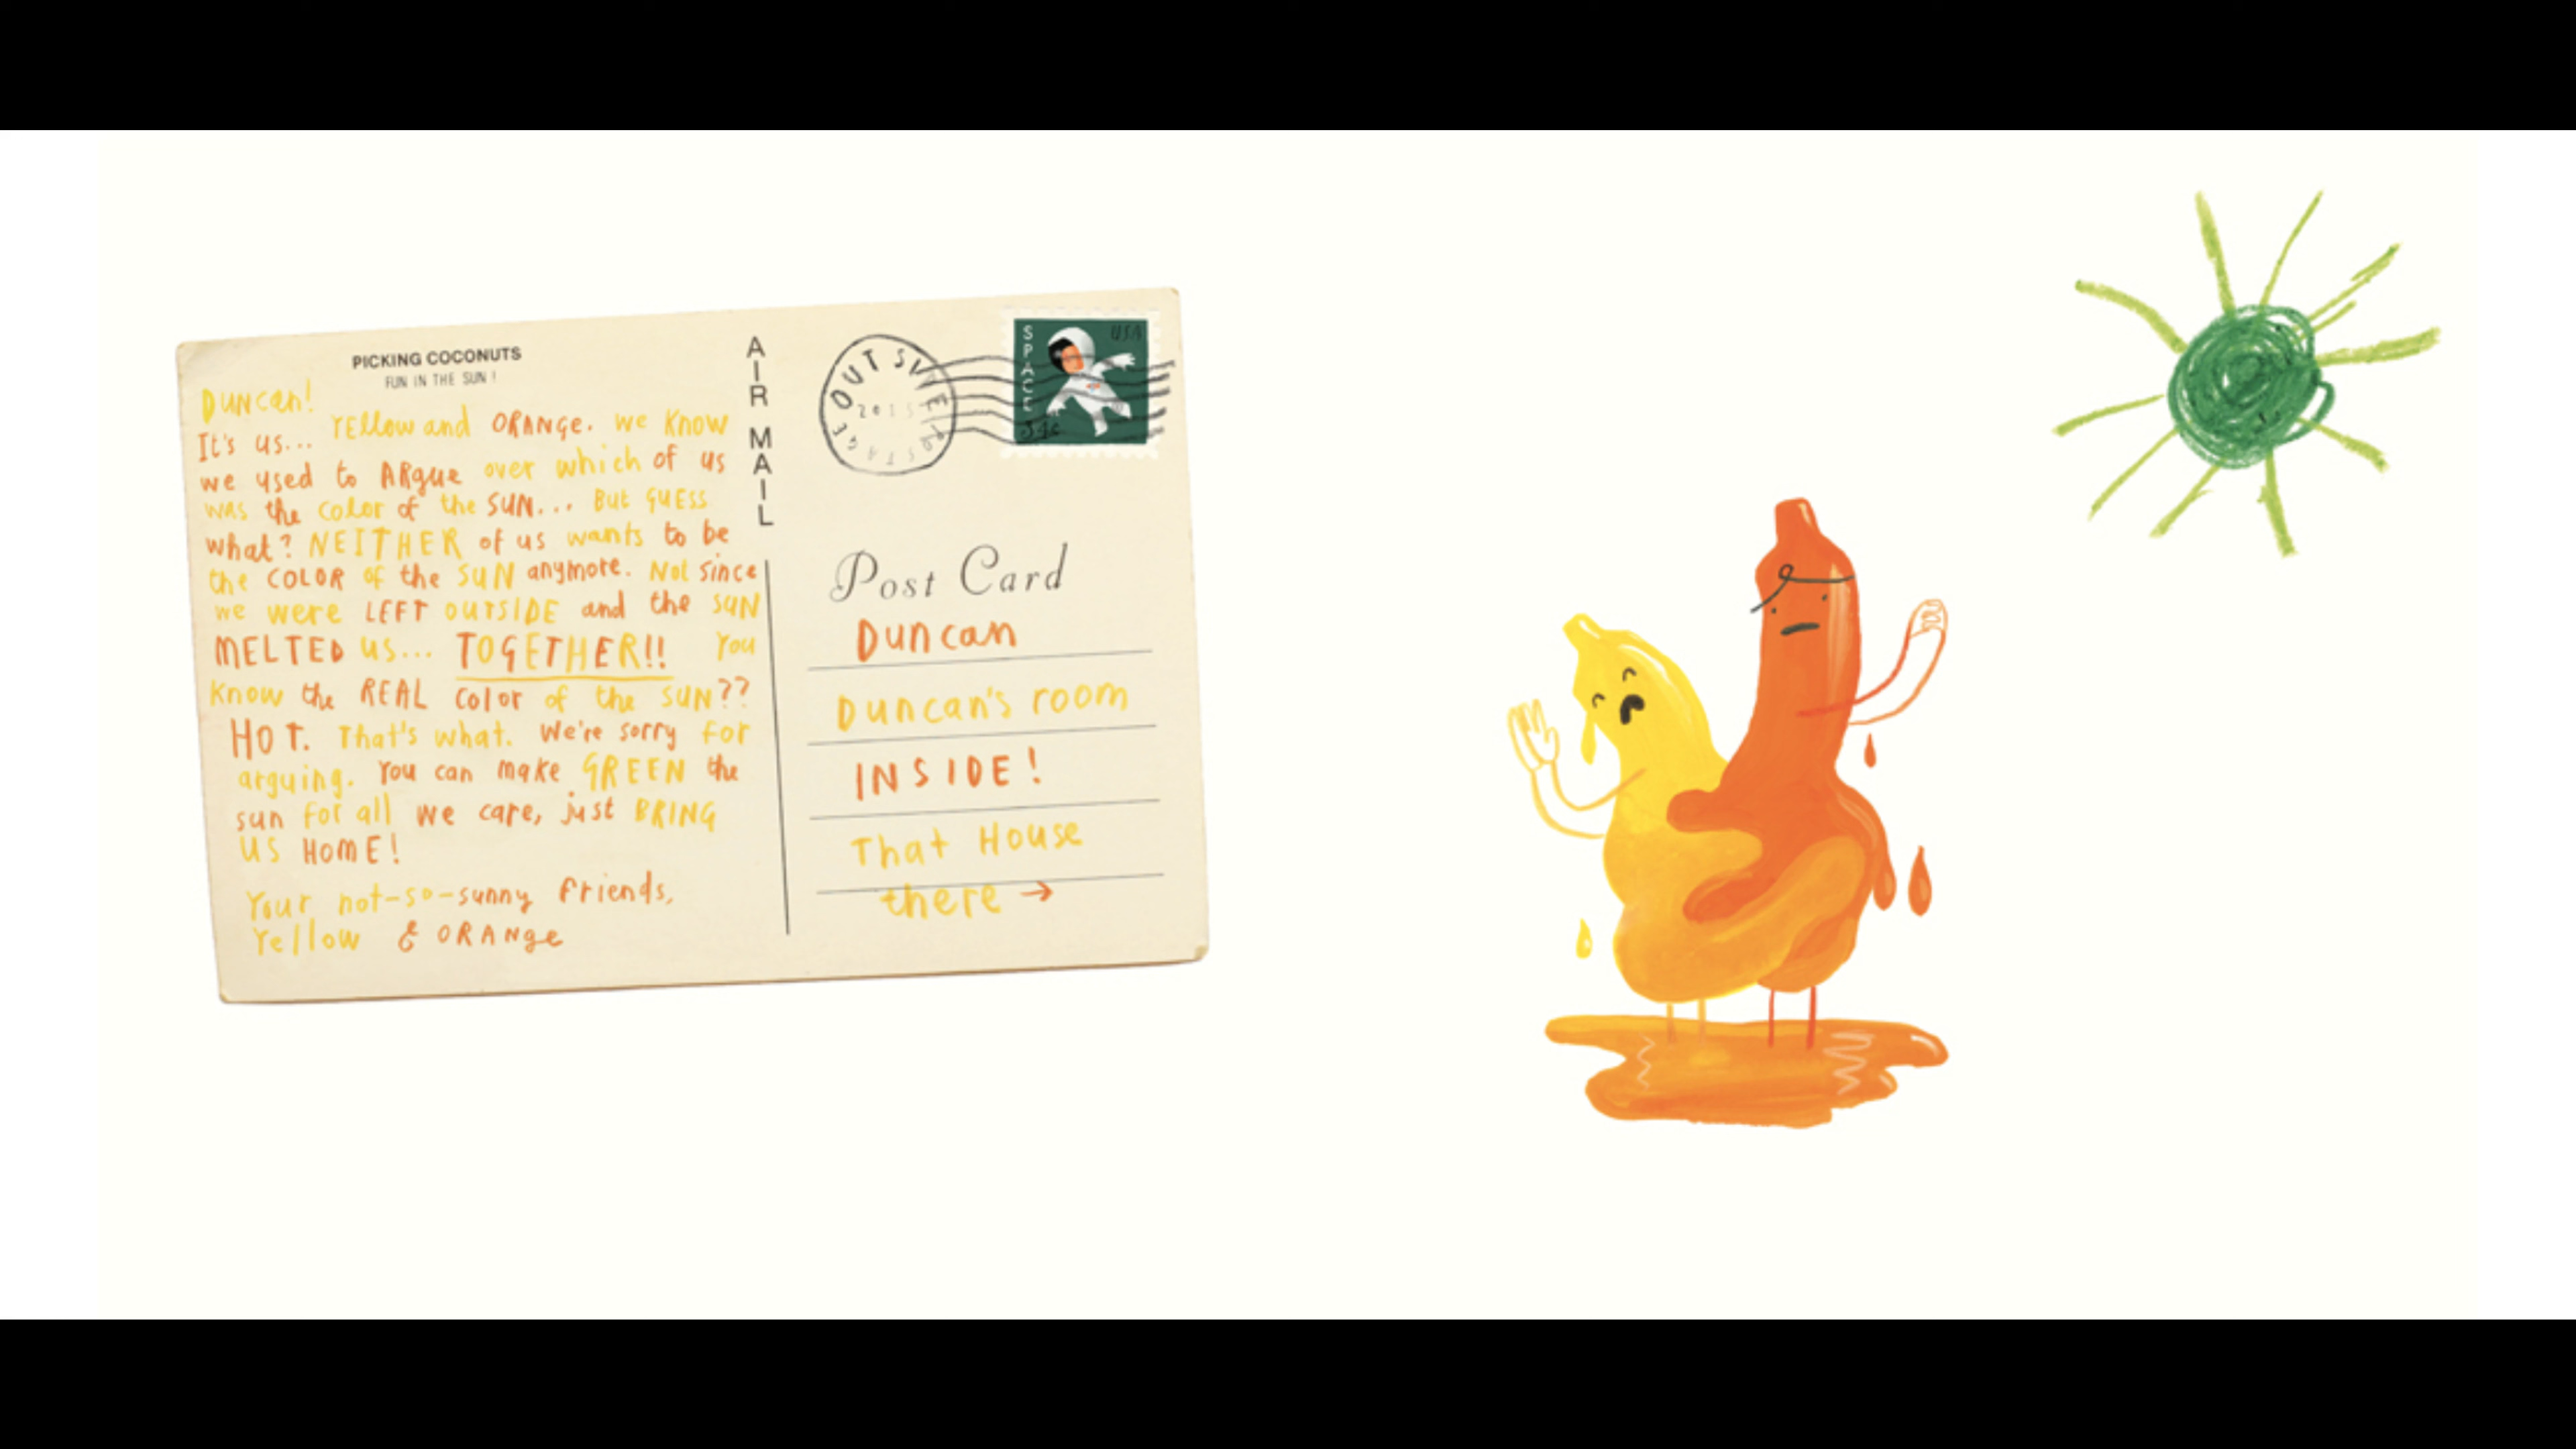 PICKING COCONUTS
FUN IN THE SUN!
Duncan!
It's us... Yellow and ORANGE. we know
we used to ARgue over which of us
was the color of the SUN... But guess
what? NEITHER of us wants to be
the COLOR of the SUN anymore. Not since
we were LEFT OUTSIDE and the SUN
MELTED us... TOGETHER!! You
know the REAL color of the SUN??
HOT. That's what. We're sorry for
arguing. You can make GREEN the
sun for all we care, just BRING
US HOME!
Your not-so-sunny friends,
Yellow & ORANge
AIR MAIL
OUT SIDE
2015
POSTAGE
SPACE
USA
34c
Post Card
Duncan
Duncan's room
INSIDE!
That House
there →